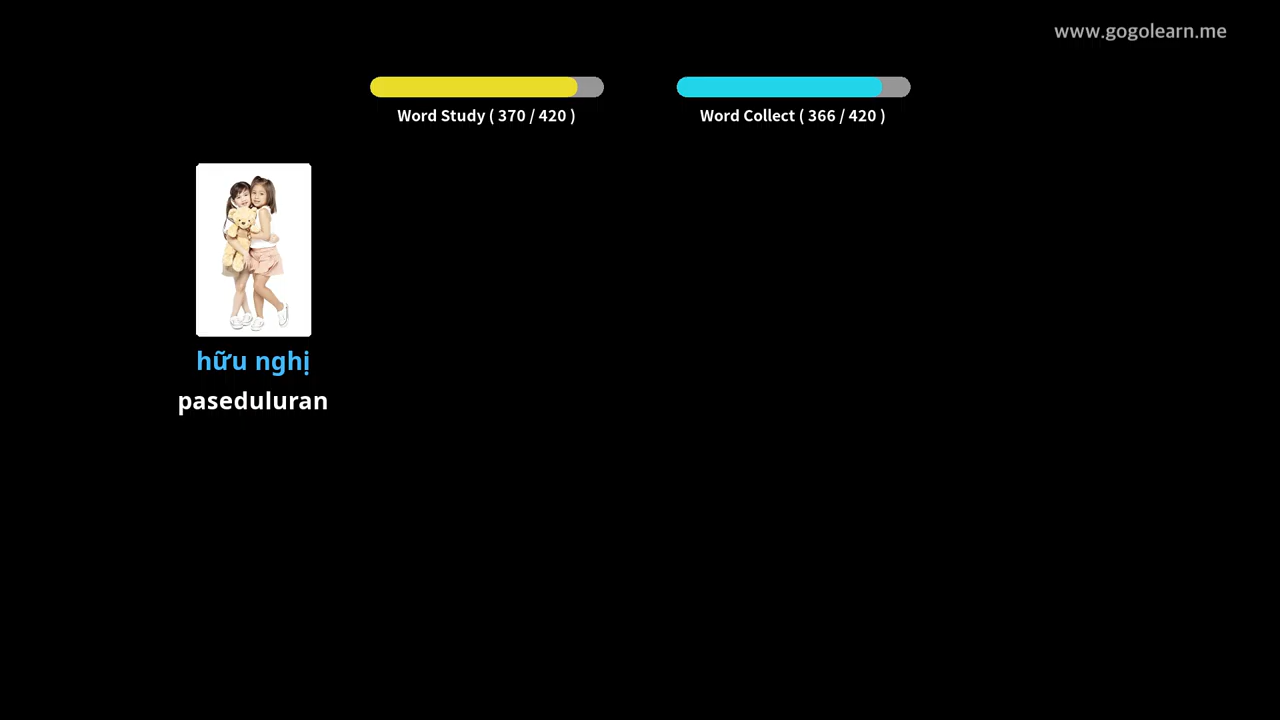 www.gogolearn.me
Word Study ( 370 / 420 )
Word Collect ( 366 / 420 )
hữu nghị
paseduluran